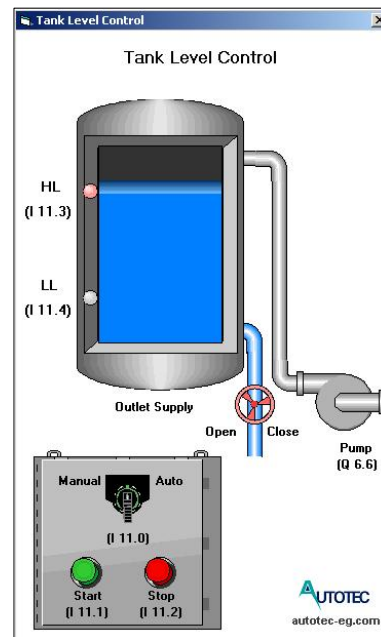 Tank Level Control
Tank Level Control
HL
(I 11.3)
LL
(I 11.4)
Outlet Supply
Open Close
Pump
(Q 6.6)
Manual Auto
(I 11.0)
Start Stop
(I 11.1) (I 11.2)
AUTOTEC
autotec-eg.com